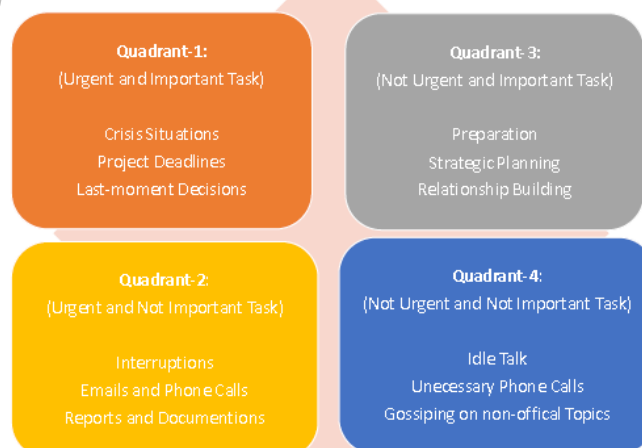 Quadrant-1:
(Urgent and Important Task)
Crisis Situations
Project Deadlines
Last-moment Decisions
Quadrant-3:
(Not Urgent and Important Task)
Preparation
Strategic Planning
Relationship Building
Quadrant-2:
(Urgent and Not Important Task)
Interruptions
Emails and Phone Calls
Reports and Documentions
Quadrant-4:
(Not Urgent and Not Important Task)
Idle Talk
Unecessary Phone Calls
Gossiping on non-offical Topics